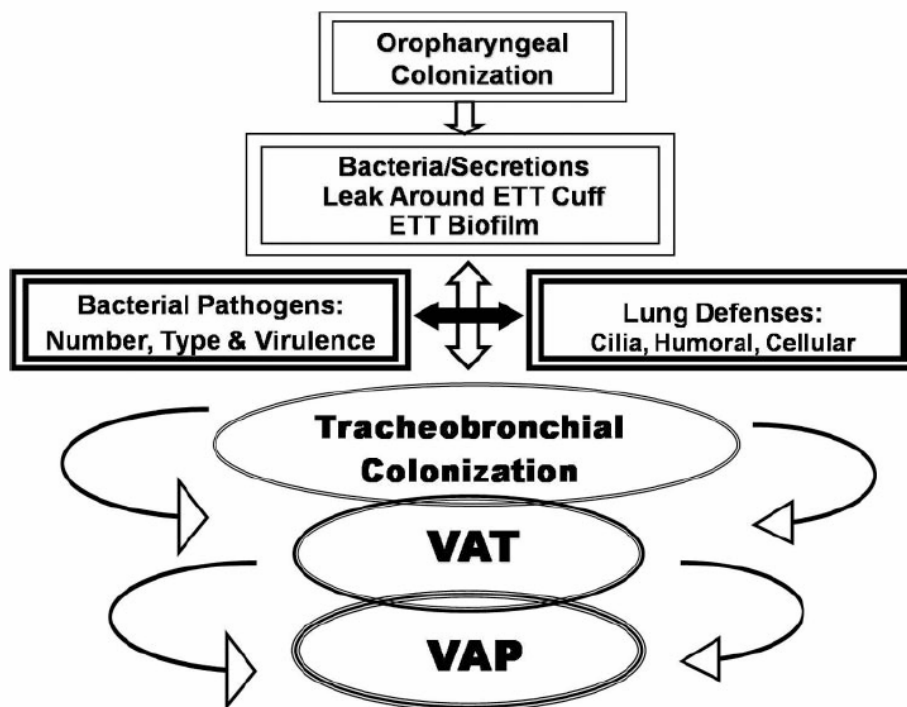 Oropharyngeal
Colonization
Bacteria/Secretions
Leak Around ETT Cuff
ETT Biofilm
Bacterial Pathogens:
Number, Type & Virulence
Lung Defenses:
Cilia, Humoral, Cellular
Tracheobronchial
Colonization
VAT
VAP